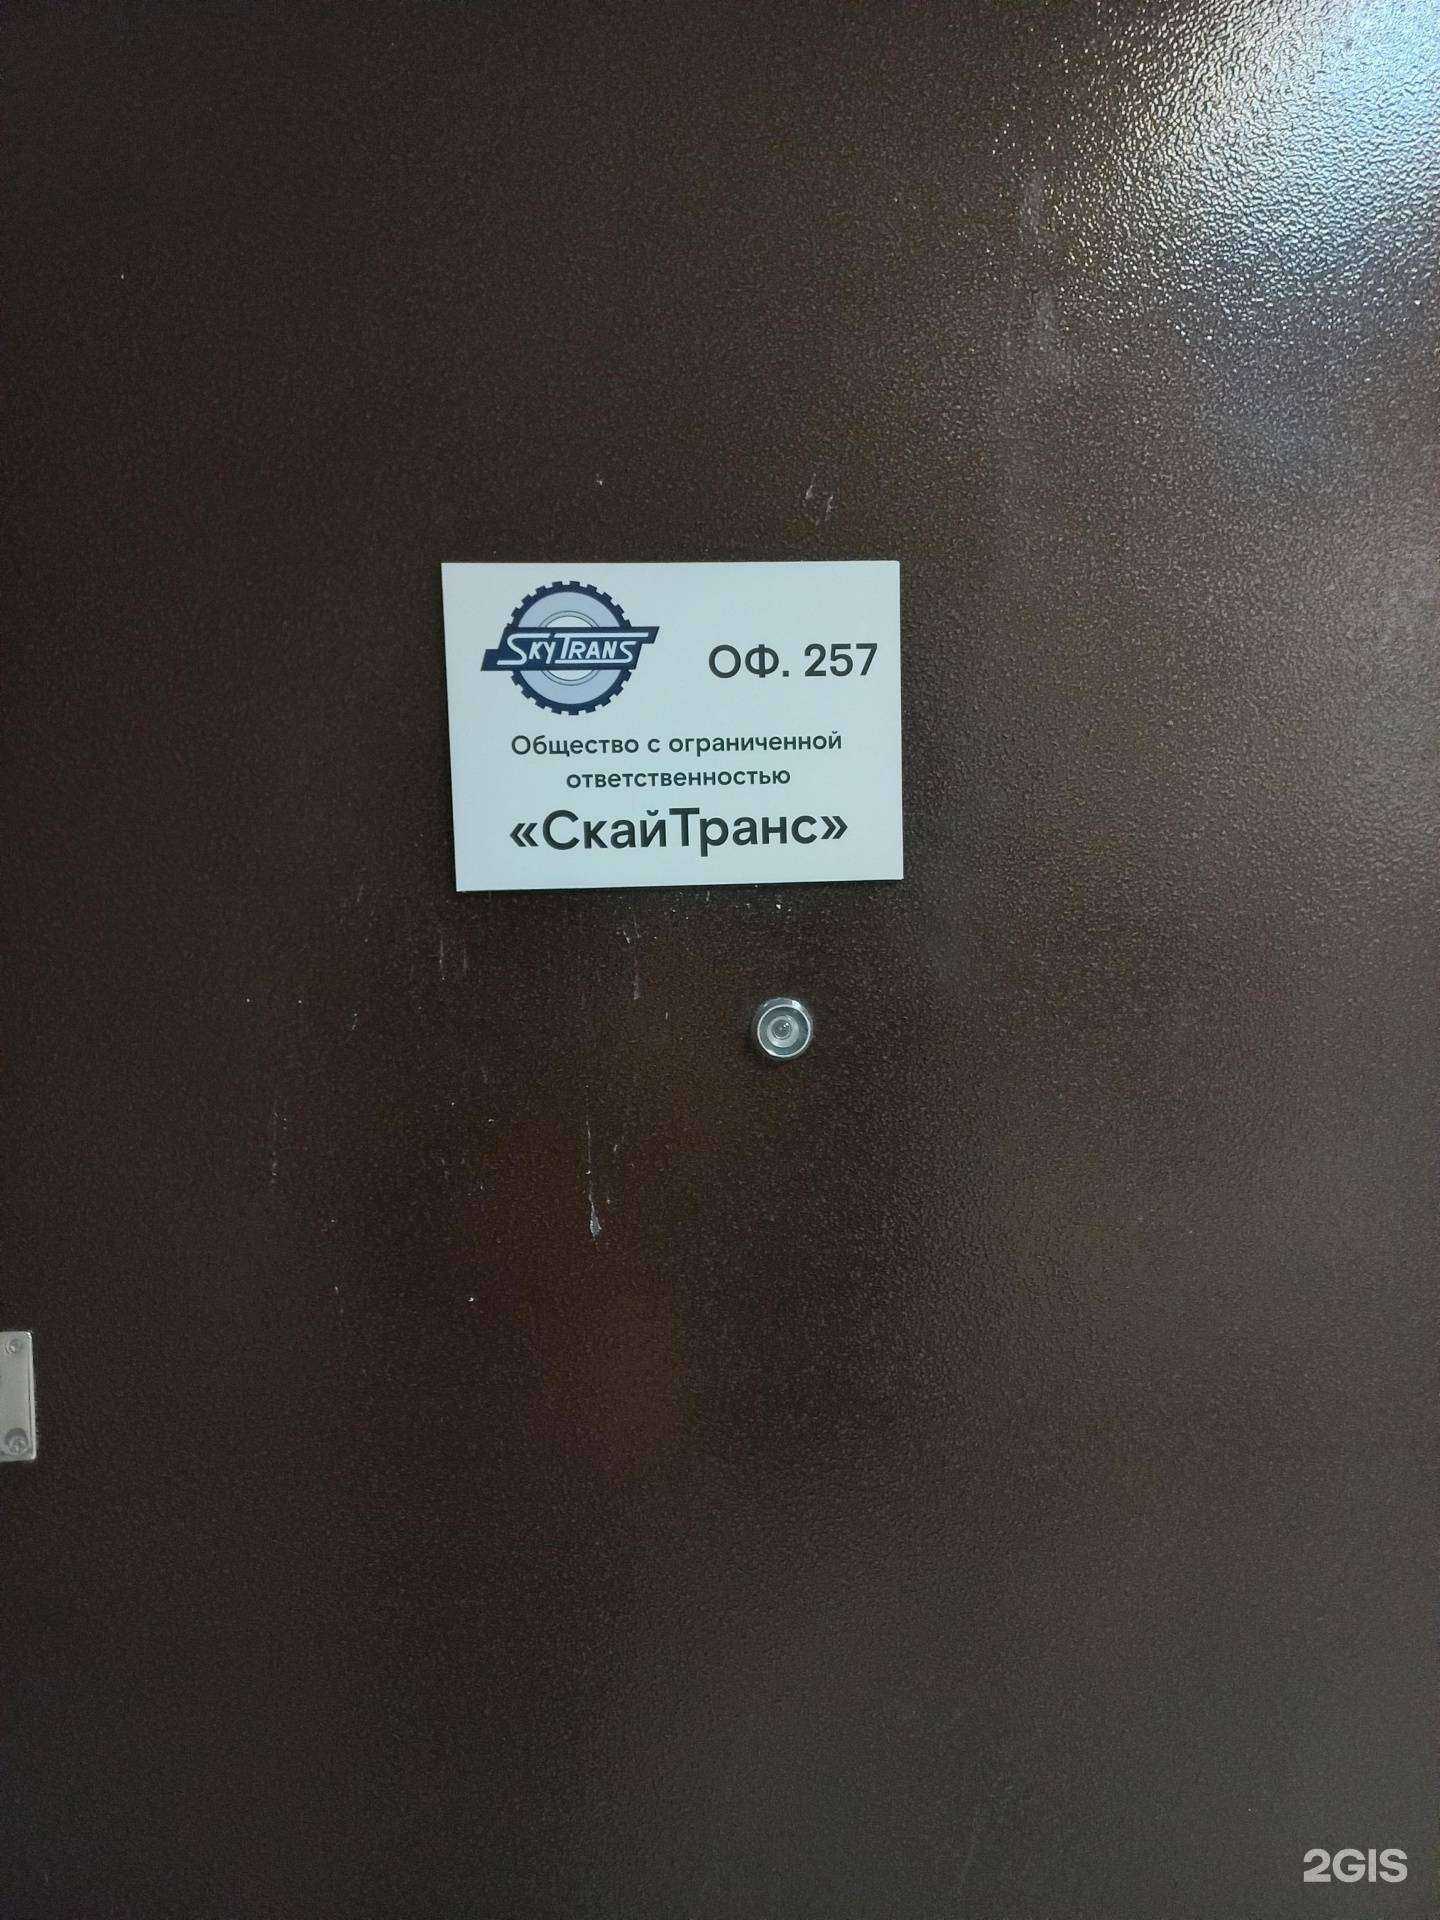 SKYTRANS
ОФ. 257
Общество с ограниченной
ответственностью
«СкайТранс»
2GIS